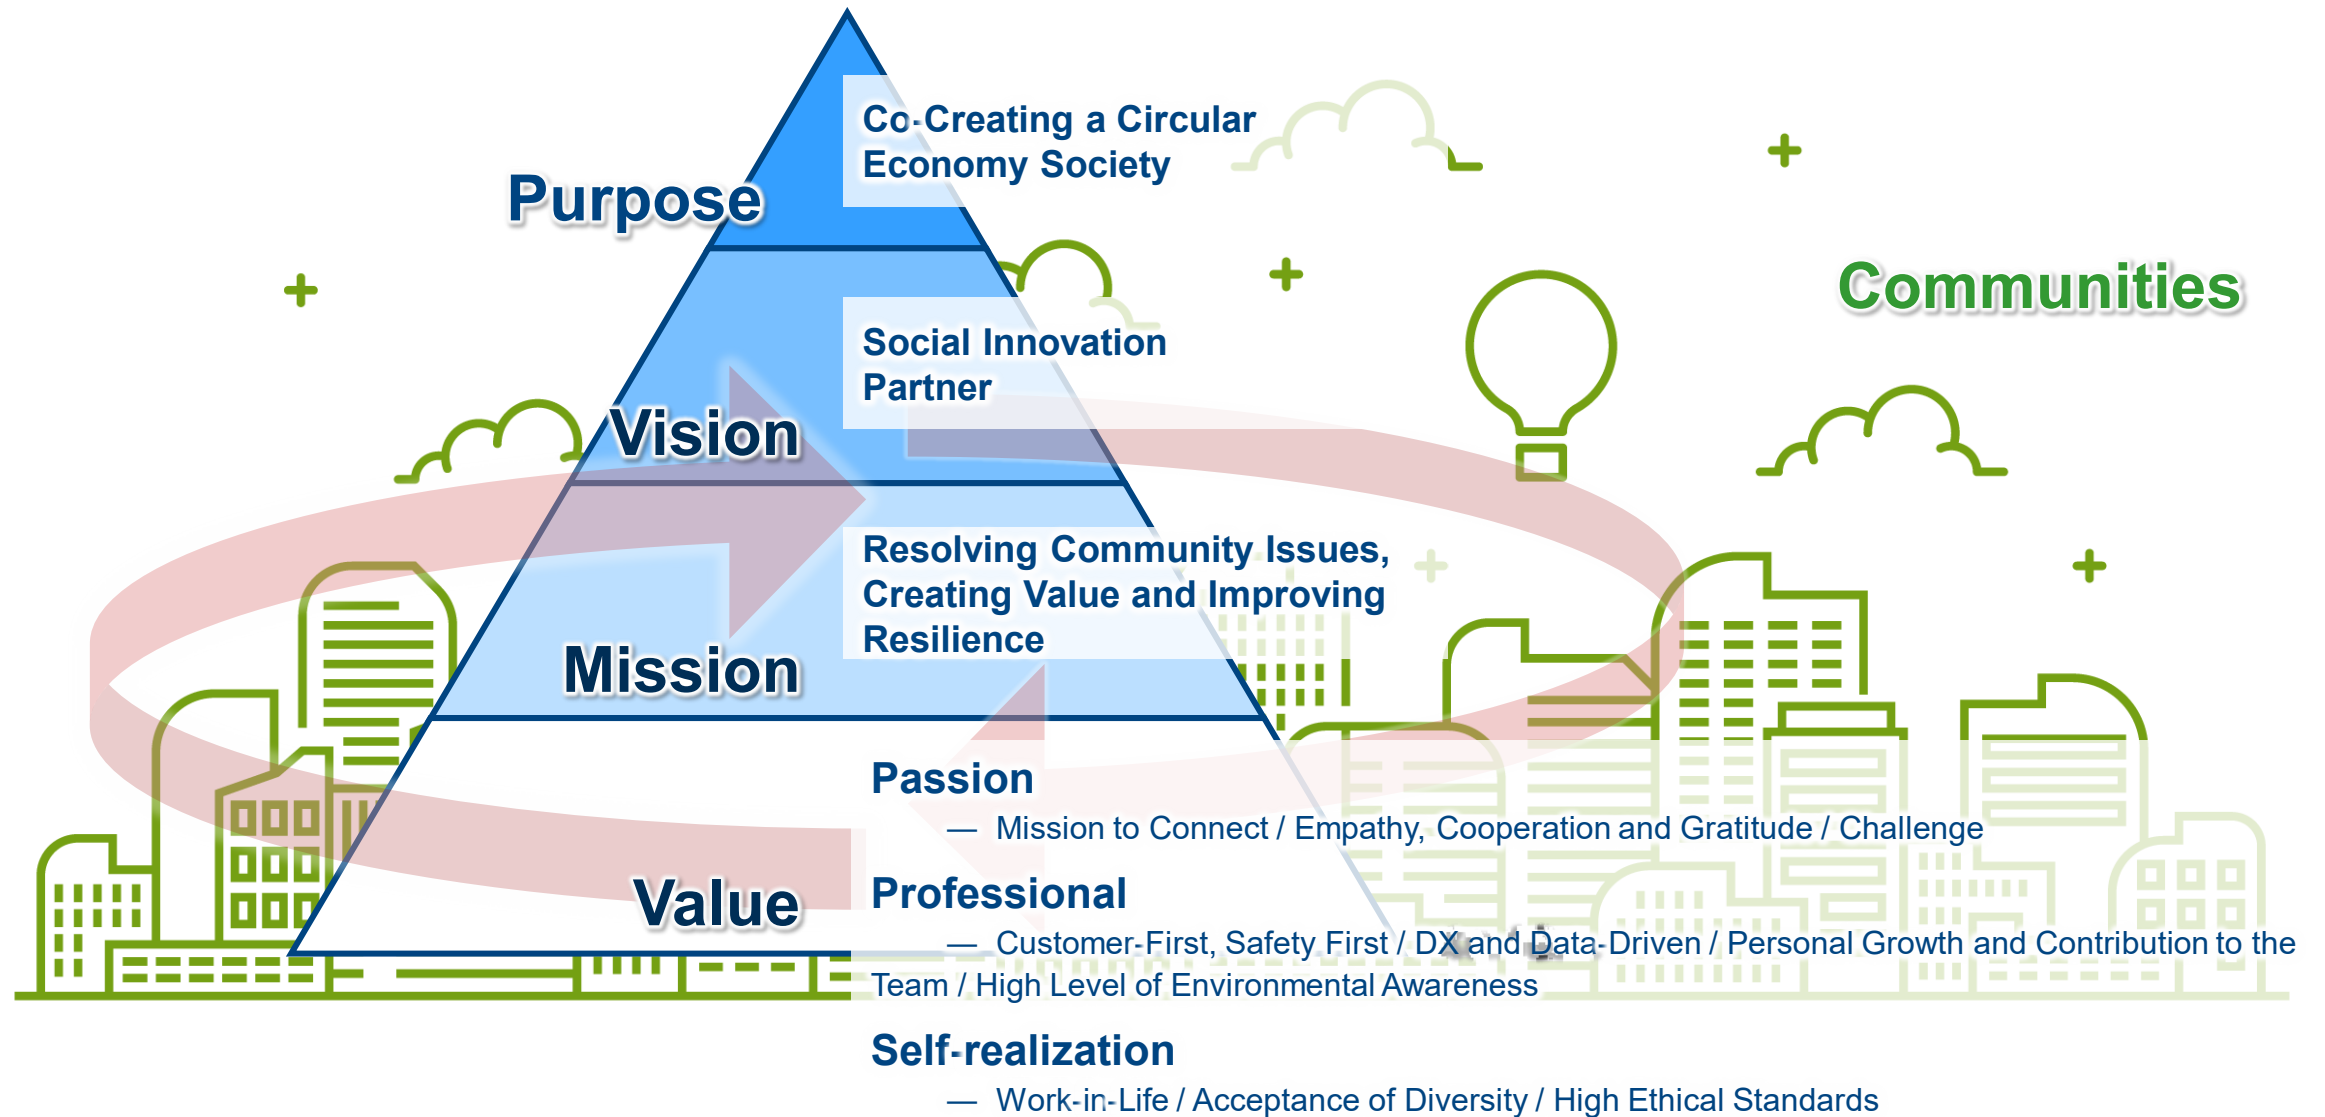 Purpose
Co-Creating a Circular
Economy Society
Communities
Vision
Social Innovation
Partner
Mission
Resolving Community Issues,
Creating Value and Improving
Resilience
Value
Passion
— Mission to Connect / Empathy, Cooperation and Gratitude / Challenge
Professional
— Customer-First, Safety First / DX and Data-Driven / Personal Growth and Contribution to the
Team / High Level of Environmental Awareness
Self-realization
— Work-in-Life / Acceptance of Diversity / High Ethical Standards